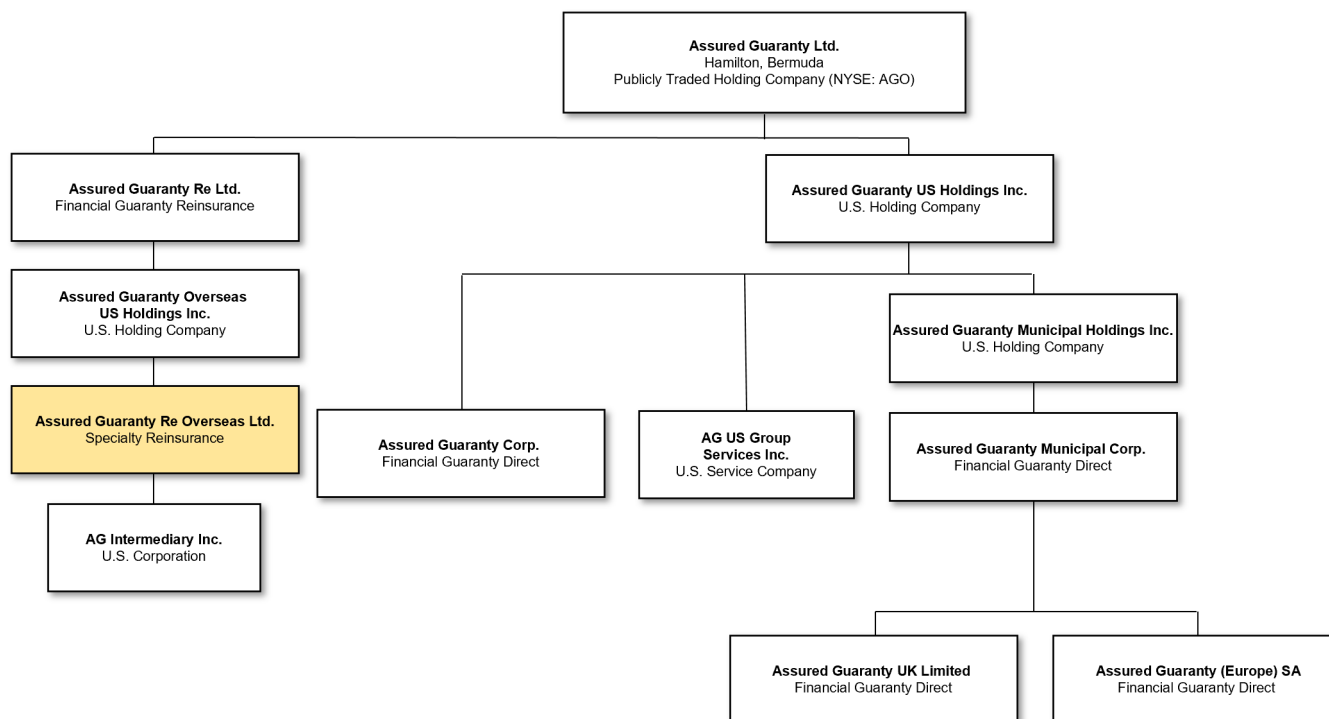 Assured Guaranty Ltd.
Hamilton, Bermuda
Publicly Traded Holding Company (NYSE: AGO)
Assured Guaranty Re Ltd.
Financial Guaranty Reinsurance
Assured Guaranty US Holdings Inc.
U.S. Holding Company
Assured Guaranty Overseas
US Holdings Inc.
U.S. Holding Company
Assured Guaranty Municipal Holdings Inc.
U.S. Holding Company
Assured Guaranty Re Overseas Ltd.
Specialty Reinsurance
Assured Guaranty Corp.
Financial Guaranty Direct
AG US Group
Services Inc.
U.S. Service Company
Assured Guaranty Municipal Corp.
Financial Guaranty Direct
AG Intermediary Inc.
U.S. Corporation
Assured Guaranty UK Limited
Financial Guaranty Direct
Assured Guaranty (Europe) SA
Financial Guaranty Direct